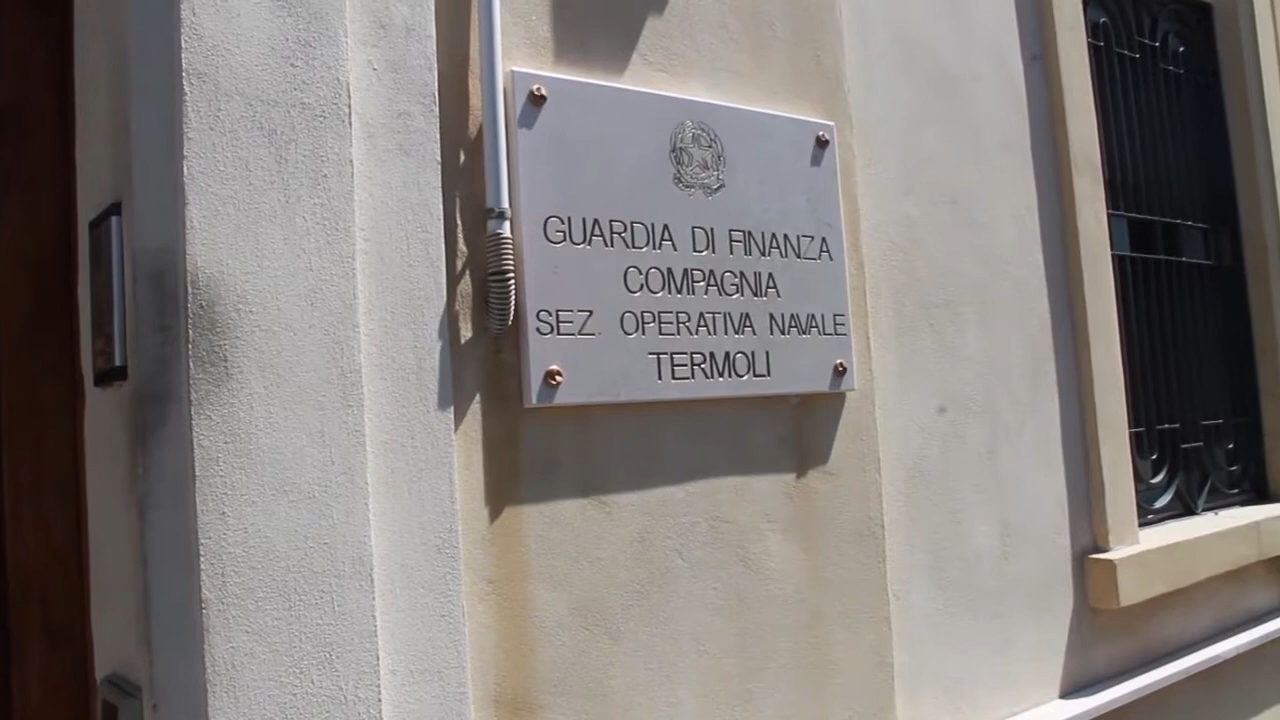 GUARDIA DI FINANZA
COMPAGNIA
SEZ. OPERATIVA NAVALE
TERMOLI